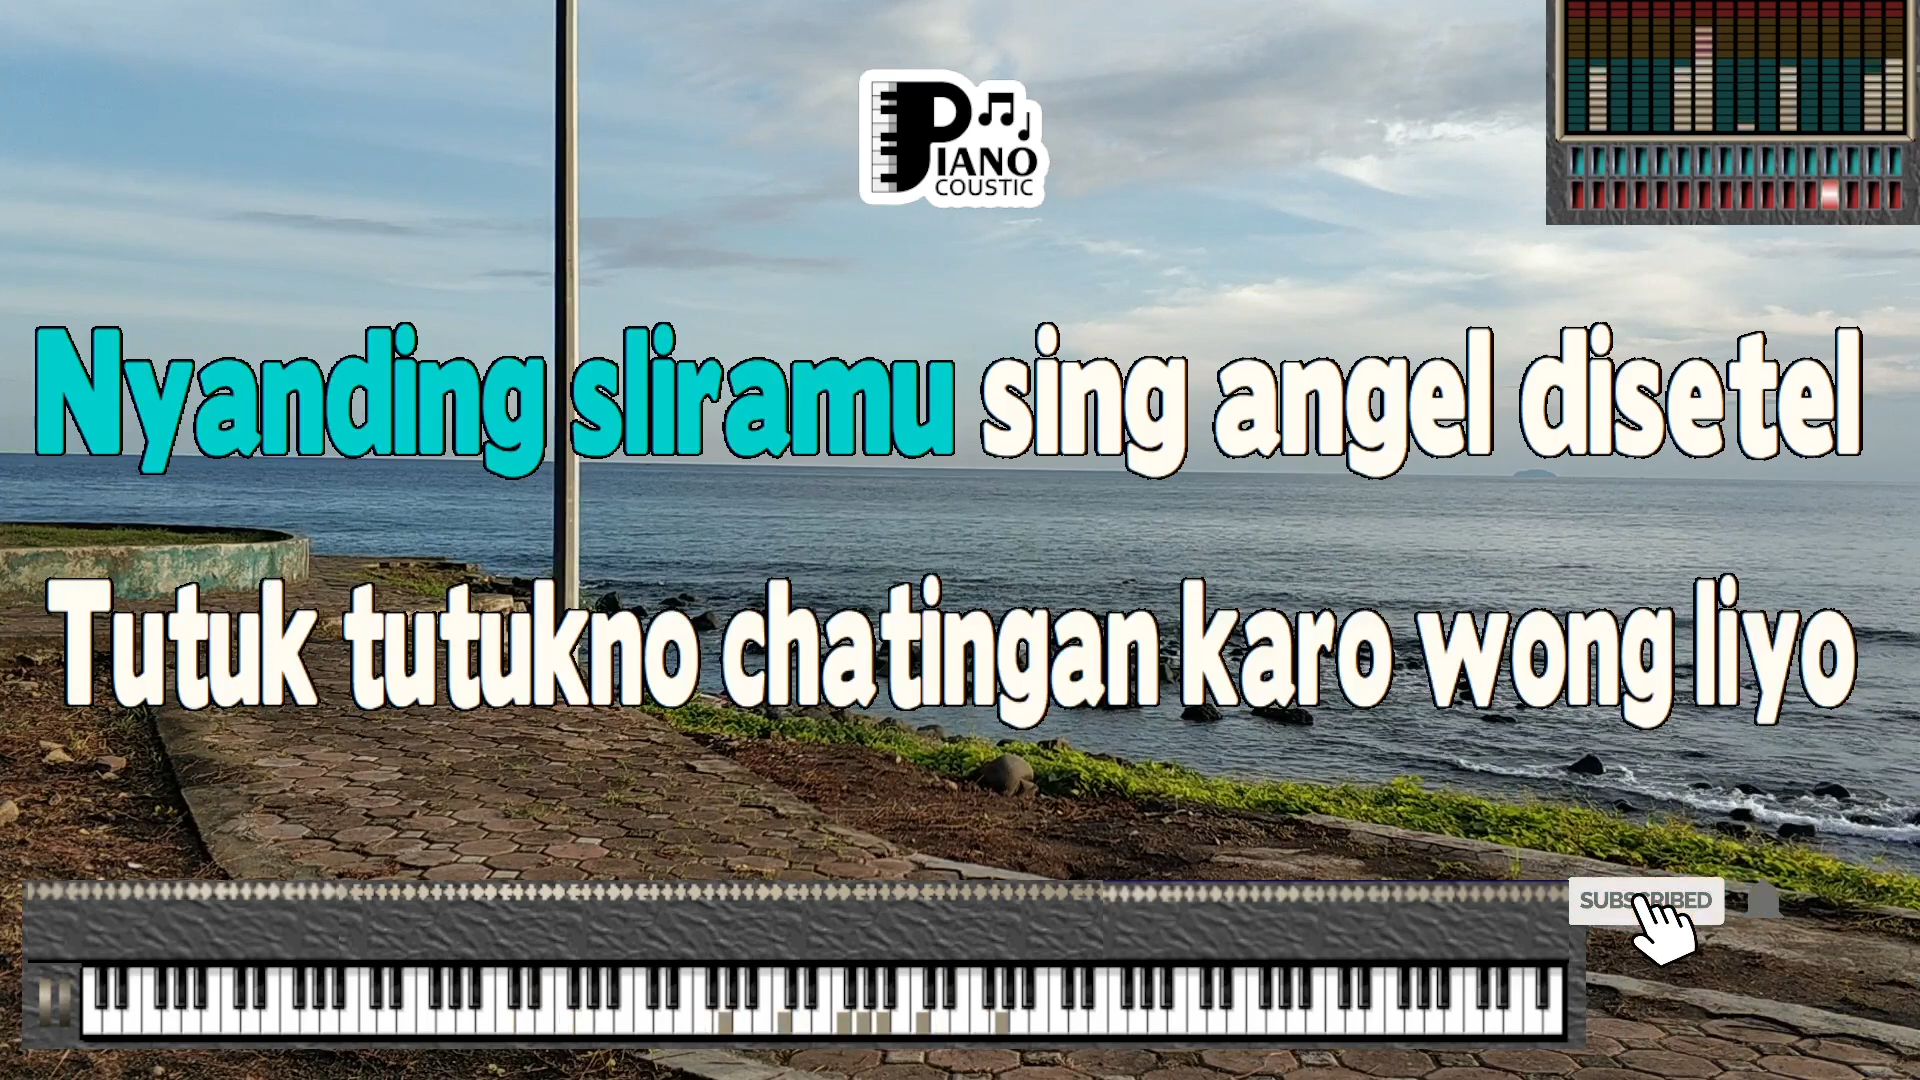 PIANO
COUSTIC
Nyanding sliramu sing angel disetel
Tutuk tutukno chatingan karo wong liyo
SUBSCRIBED